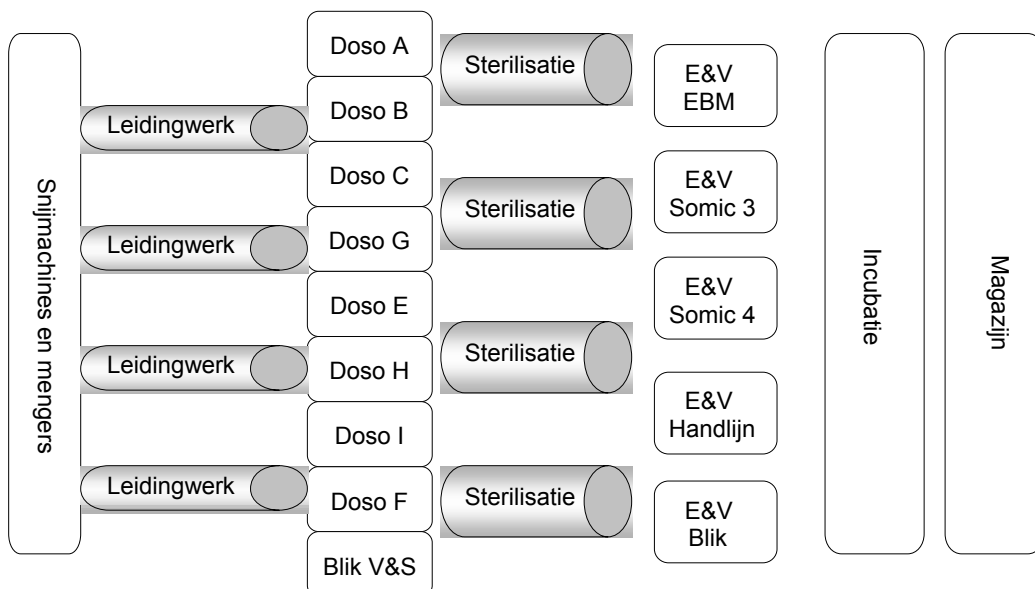 Snijmachines en mengers
Leidingwerk
Leidingwerk
Leidingwerk
Leidingwerk
Doso A
Doso B
Doso C
Doso G
Doso E
Doso H
Doso I
Doso F
Blik V&S
Sterilisatie
Sterilisatie
Sterilisatie
Sterilisatie
E&V
EBM
E&V
Somic 3
E&V
Somic 4
E&V
Handlijn
E&V
Blik
Incubatie
Magazijn